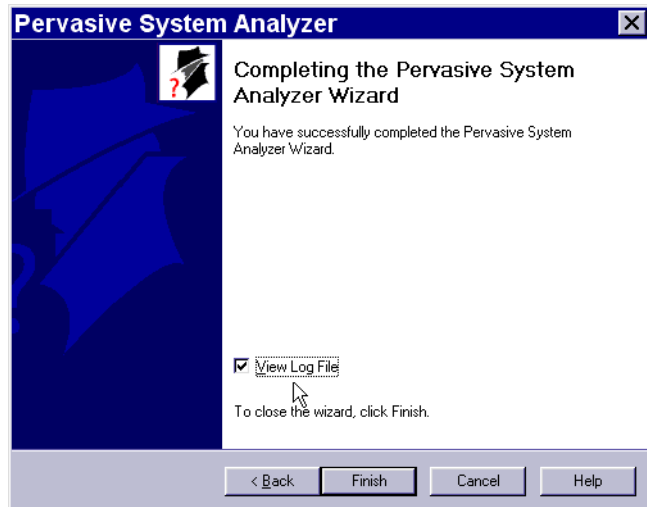 Pervasive System Analyzer
?
Completing the Pervasive System
Analyzer Wizard
You have successfully completed the Pervasive System
Analyzer Wizard.
View Log File
To close the wizard, click Finish.
< Back
Finish
Cancel
Help